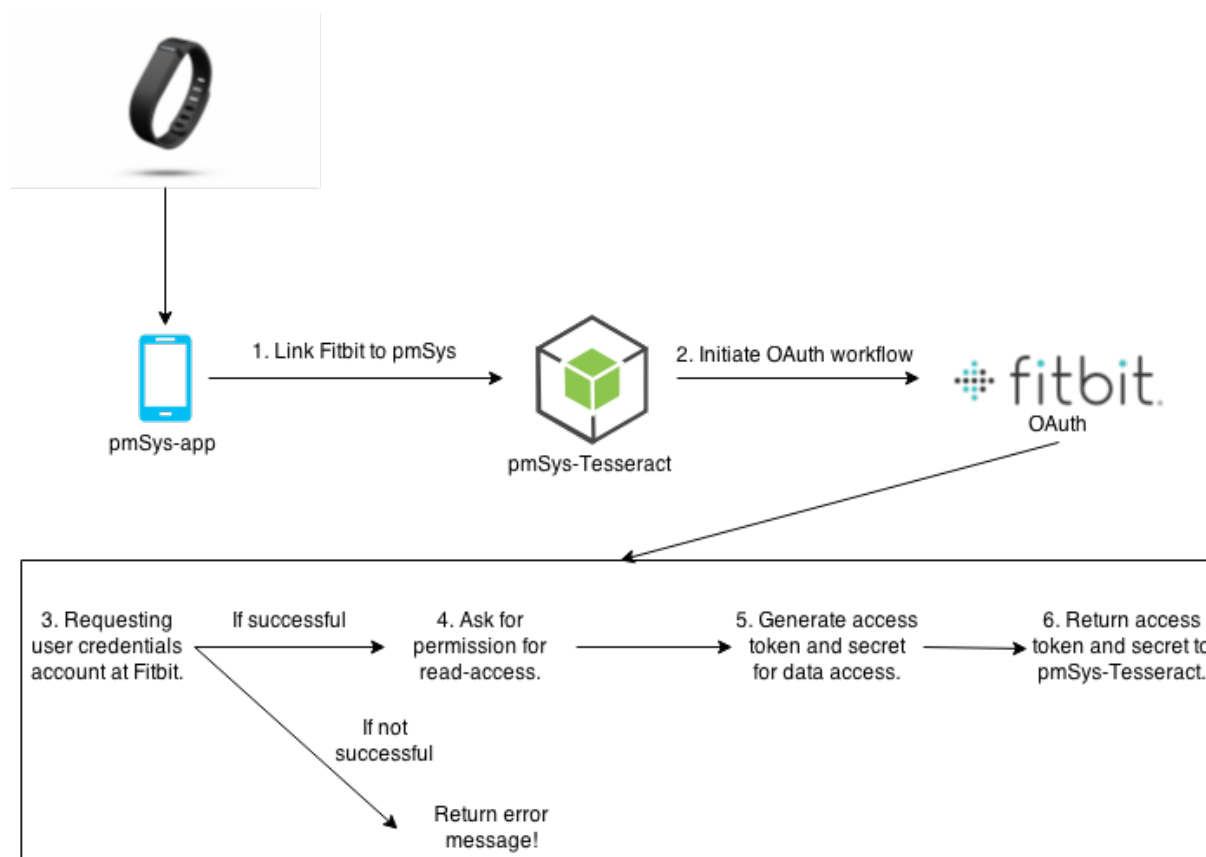 1. Link Fitbit to pmSys
2. Initiate OAuth workflow
fitbit.
OAuth
pmSys-app
pmSys-Tesseract
3. Requesting
user credentials
account at Fitbit.
If successful
4. Ask for
permission for
read-access.
5. Generate access
token and secret
for data access.
6. Return access
token and secret to
pmSys-Tesseract.
If not
successful
Return error
message!